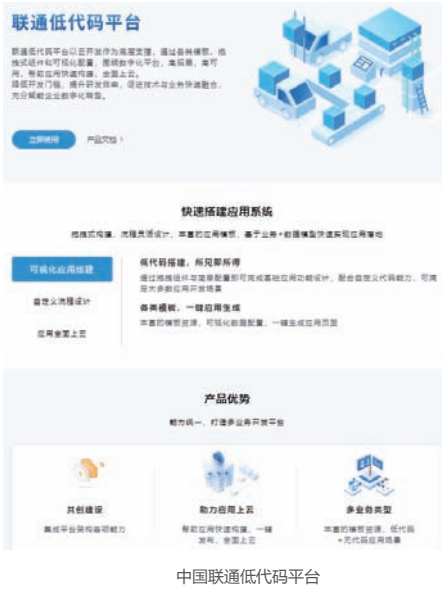 联通低代码平台
联通低代码平台以云开发作为底层支撑，通过各类模板、拖
拽式组件和可视化配置，围绕数字化平台，高拓展，高可
用，帮助应用快速构建、全面上云。
降低开发门槛，提升研发效率，促进技术与业务快速融合，
充分赋能企业数字化转型。
立即使用
产品文档 >
快速搭建应用系统
拖拽式构建、流程灵活设计、丰富的应用模板、基于业务+数据模型快速实现应用落地
可视化应用搭建
自定义流程设计
应用全面上云
低代码搭建，所见即所得
通过拖拽组件与简单配置即可完成基础应用功能设计，配合自定义代码能力，可满
足大多数应用开发场景
各类模板，一键应用生成
丰富的模板资源，可视化数据配置，一键生成应用页面
产品优势
能力统一、打造多业务开发平台
共创建设
集成平台架构各项能力
助力应用上云
帮助应用快速构建、一键
发布、全面上云
多业务类型
丰富的模板资源、低代码
+无代码应用场景
中国联通低代码平台